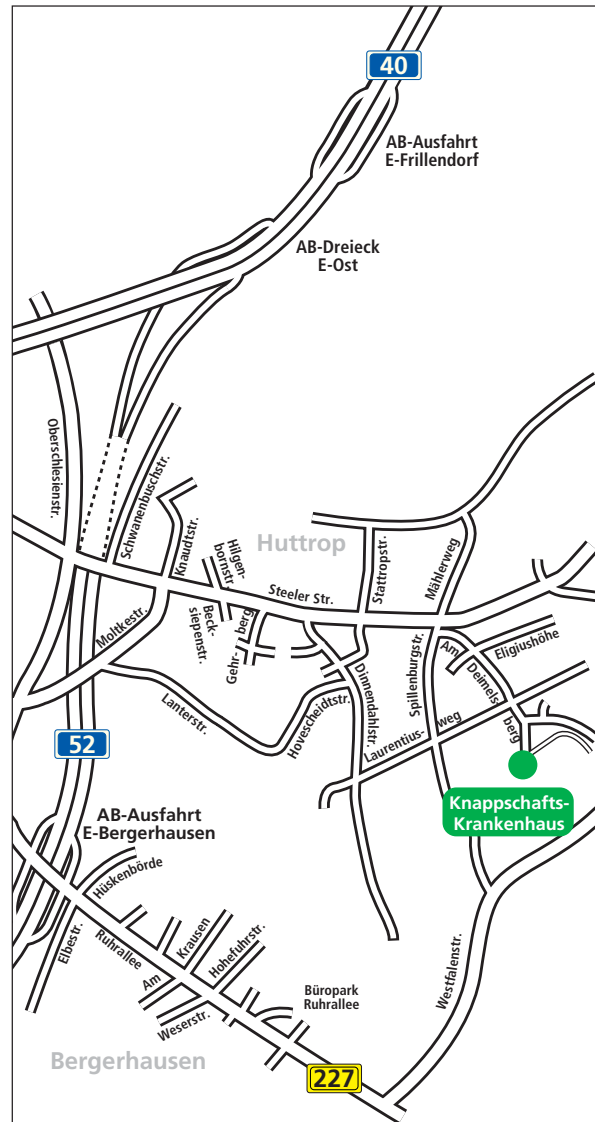 40
AB-Ausfahrt
E-Frillendorf
AB-Dreieck
E-Ost
Oberschlesienstr.
Schwanenbuschstr.
Knaudtstr.
Hilgen-
bornstr.
Huttrop
Steeler Str.
Stattropstr.
Mählerweg
Moltkestr.
Beck-
siepenstr.
Gehr-
berg
Lanterstr.
Hovescheidtstr.
Dinnendahlstr.
Spillenburgstr.
Am
Deimels
berg
Eligiushöhe
Laurentius-
weg
52
Knappschafts-
Krankenhaus
AB-Ausfahrt
E-Bergerhausen
Hüskenbörde
Elbestr.
Ruhrallee
Am
Krausen
Hohefuhrstr.
Weserstr.
Büropark
Ruhrallee
Westfalenstr.
Bergerhausen
227